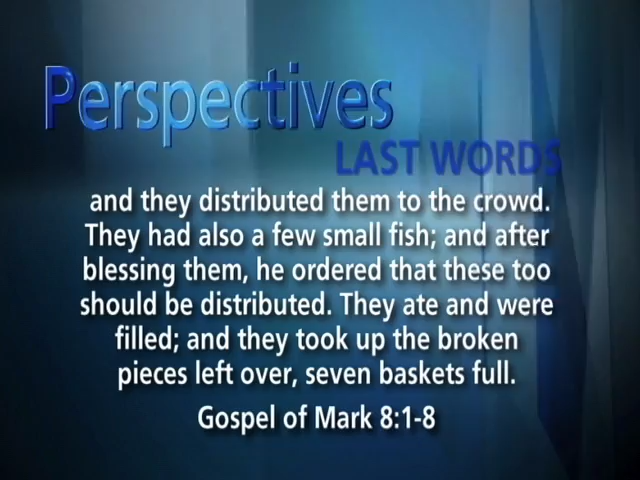 Perspectives
LAST WORDS
and they distributed them to the crowd.
They had also a few small fish; and after
blessing them, he ordered that these too
should be distributed. They ate and were
filled; and they took up the broken
pieces left over, seven baskets full.
Gospel of Mark 8:1-8